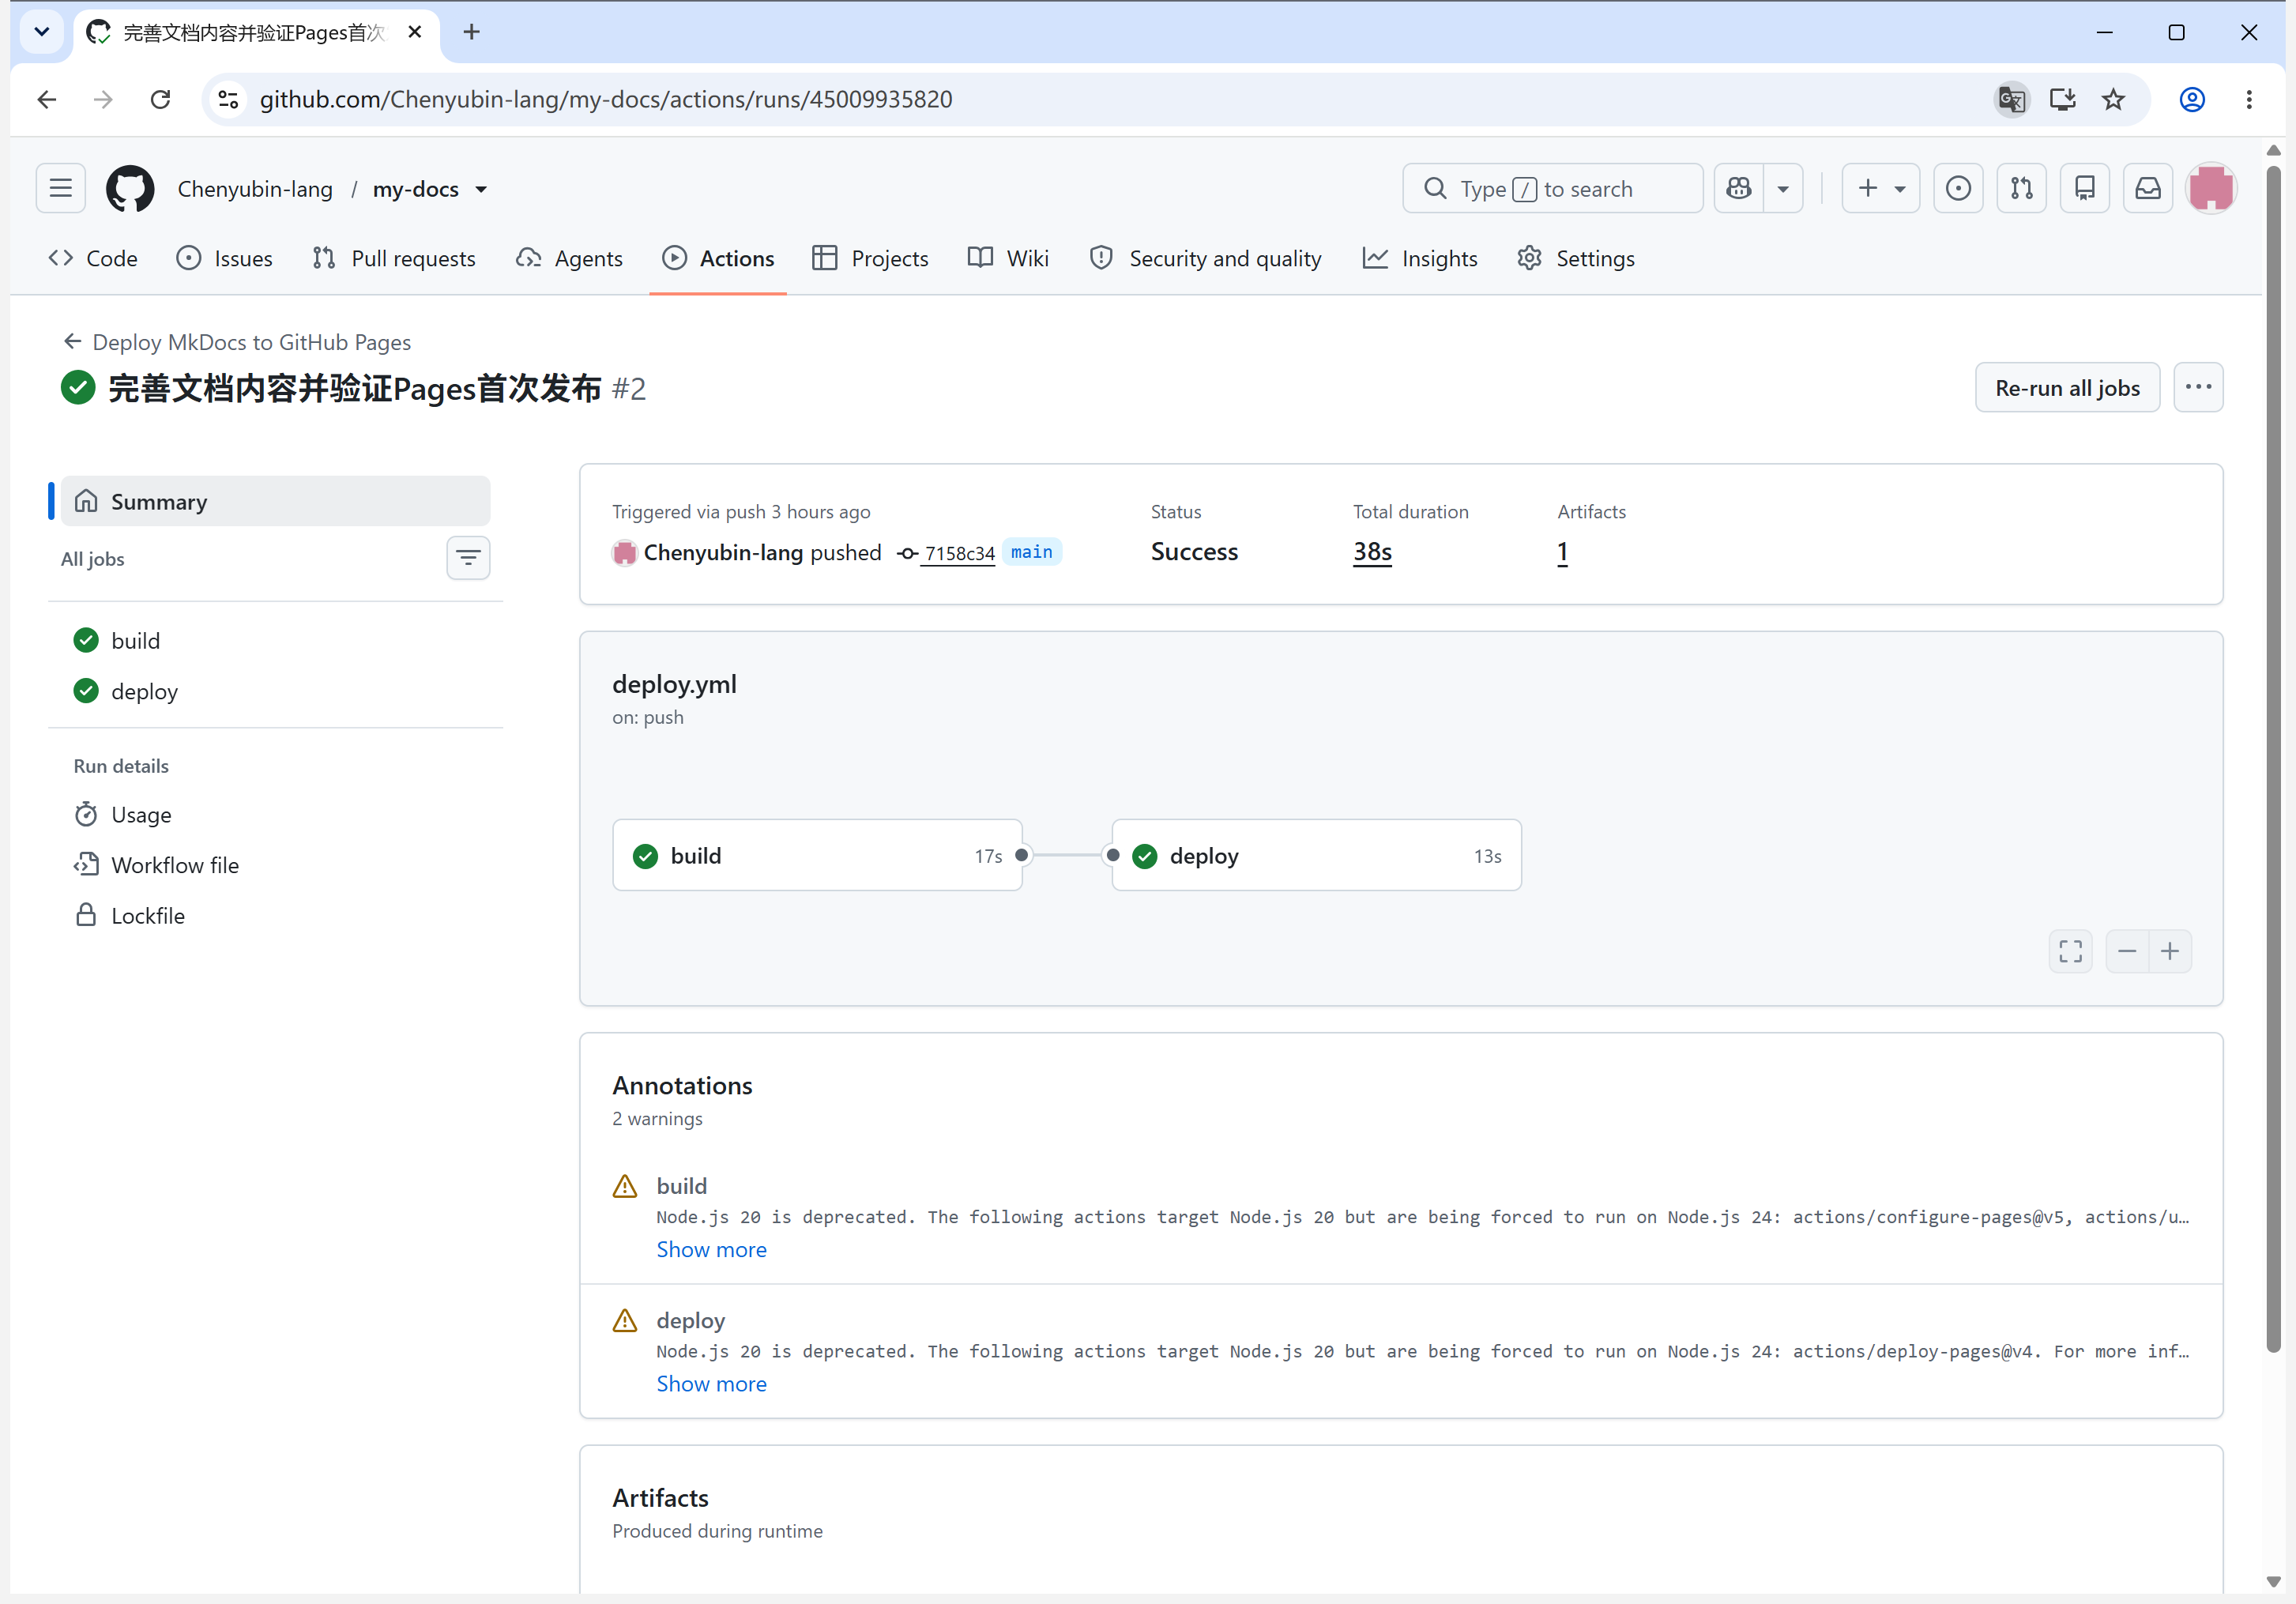 完善文档内容并验证Pages首次
github.com/Chenyubin-lang/my-docs/actions/runs/45009935820
Chenyubin-lang / my-docs
Type / to search
Code Issues Pull requests Agents Actions Projects Wiki Security and quality Insights Settings
Deploy MkDocs to GitHub Pages
完善文档内容并验证Pages首次发布 #2
Re-run all jobs
Summary
All jobs
build
deploy
Run details
Usage
Workflow file
Lockfile
Triggered via push 3 hours ago
Chenyubin-lang pushed 7158c34 main
Status
Success
Total duration
38s
Artifacts
1
deploy.yml
on: push
build 17s
deploy 13s
Annotations
2 warnings
build
Node.js 20 is deprecated. The following actions target Node.js 20 but are being forced to run on Node.js 24: actions/configure-pages@v5, actions/u…
Show more
deploy
Node.js 20 is deprecated. The following actions target Node.js 20 but are being forced to run on Node.js 24: actions/deploy-pages@v4. For more inf…
Show more
Artifacts
Produced during runtime